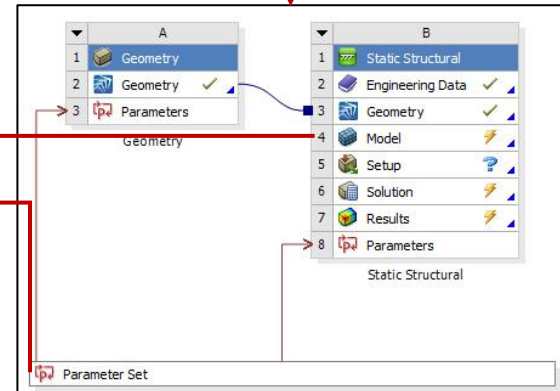 A
1 Geometry
2 Geometry
3 Parameters
Geometry
B
1 Static Structural
2 Engineering Data
3 Geometry
4 Model
5 Setup
6 Solution
7 Results
8 Parameters
Static Structural
Parameter Set